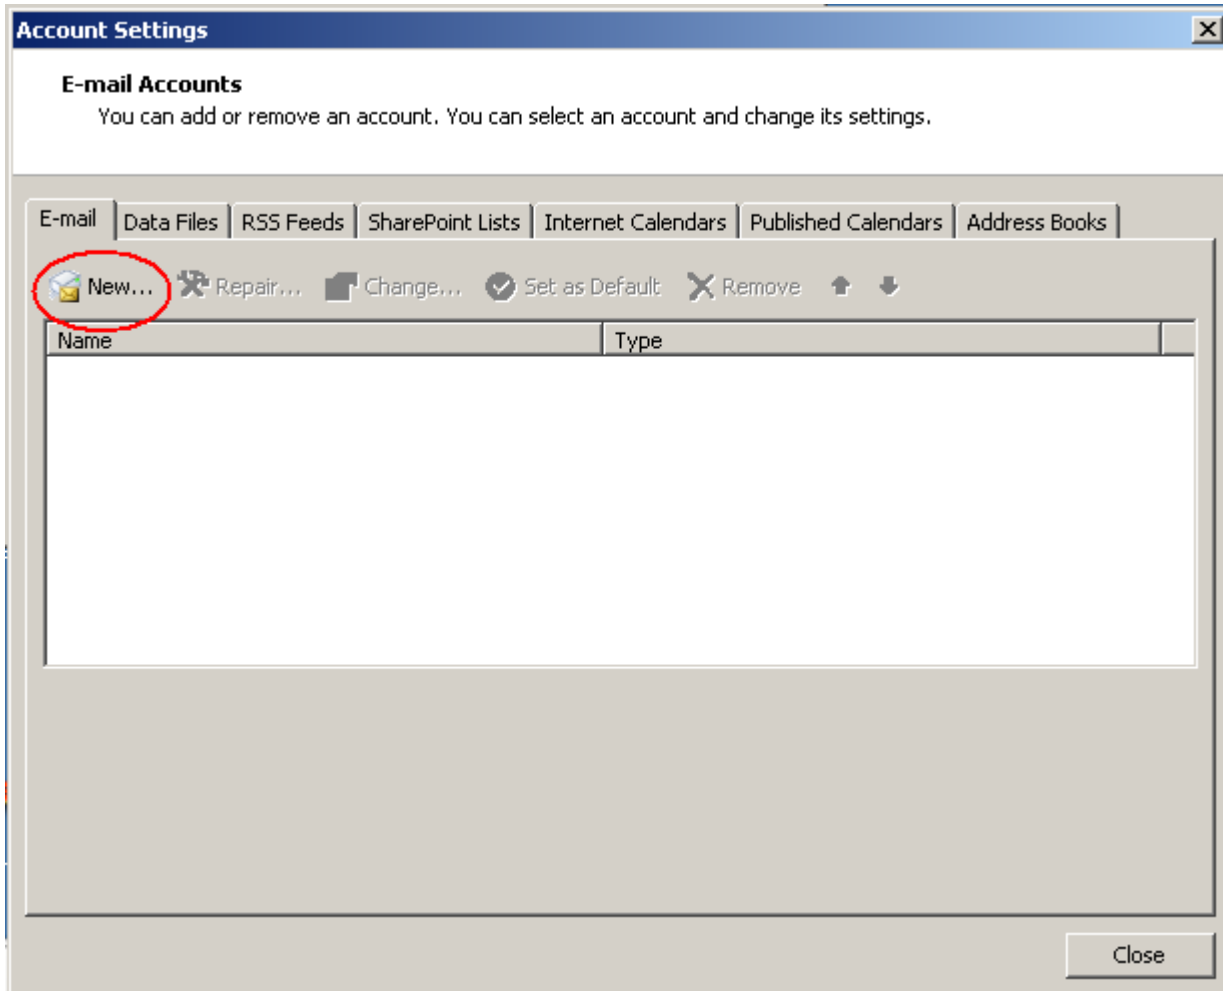 Account Settings
E-mail Accounts
You can add or remove an account. You can select an account and change its settings.
E-mail Data Files RSS Feeds SharePoint Lists Internet Calendars Published Calendars Address Books
New... Repair... Change... Set as Default Remove
Name Type
Close